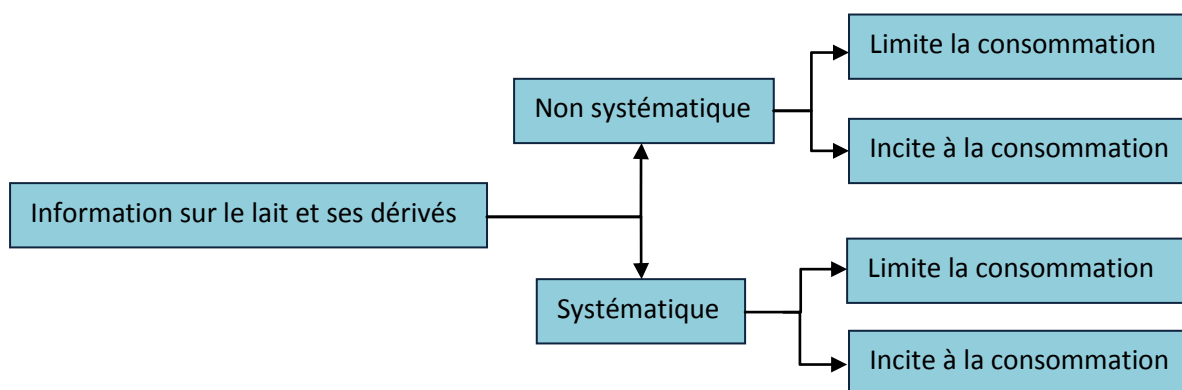 Limite la consommation
Non systématique
Incite à la consommation
Information sur le lait et ses dérivés
Limite la consommation
Systématique
Incite à la consommation